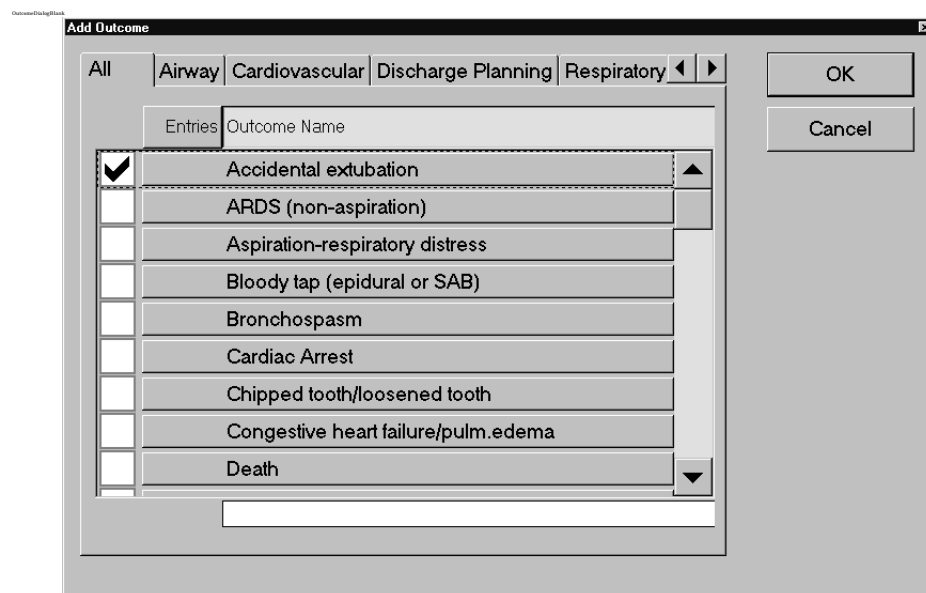 OutcomeDialogBlank
Add Outcome
All Airway Cardiovascular Discharge Planning Respiratory
OK
Entries Outcome Name
Cancel
Accidental extubation
ARDS (non-aspiration)
Aspiration-respiratory distress
Bloody tap (epidural or SAB)
Bronchospasm
Cardiac Arrest
Chipped tooth/loosened tooth
Congestive heart failure/pulm.edema
Death